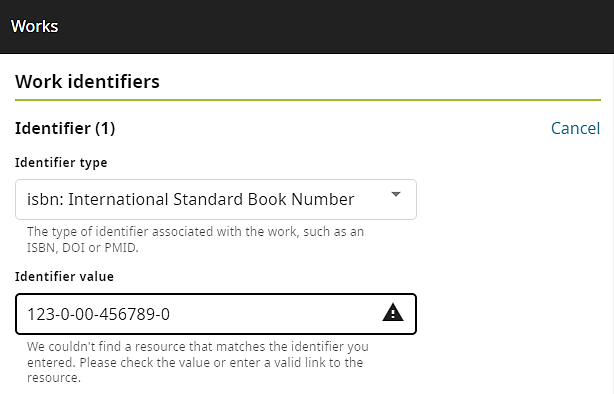 Works
Work identifiers
Identifier (1)
Cancel
Identifier type
isbn: International Standard Book Number
The type of identifier associated with the work, such as an
ISBN, DOI or PMID.
Identifier value
123-0-00-456789-0
We couldn't find a resource that matches the identifier you
entered. Please check the value or enter a valid link to the
resource.